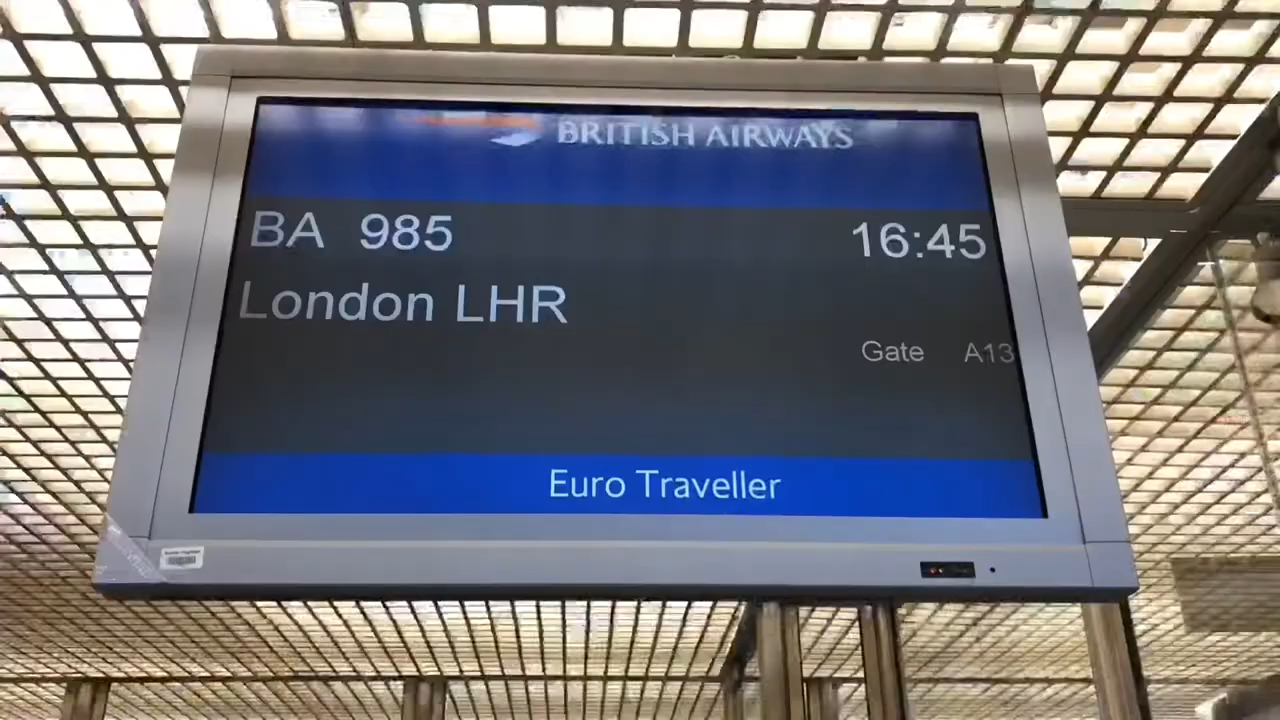 BRITISH AIRWAYS
BA 985 16:45
London LHR
Gate A13
Euro Traveller